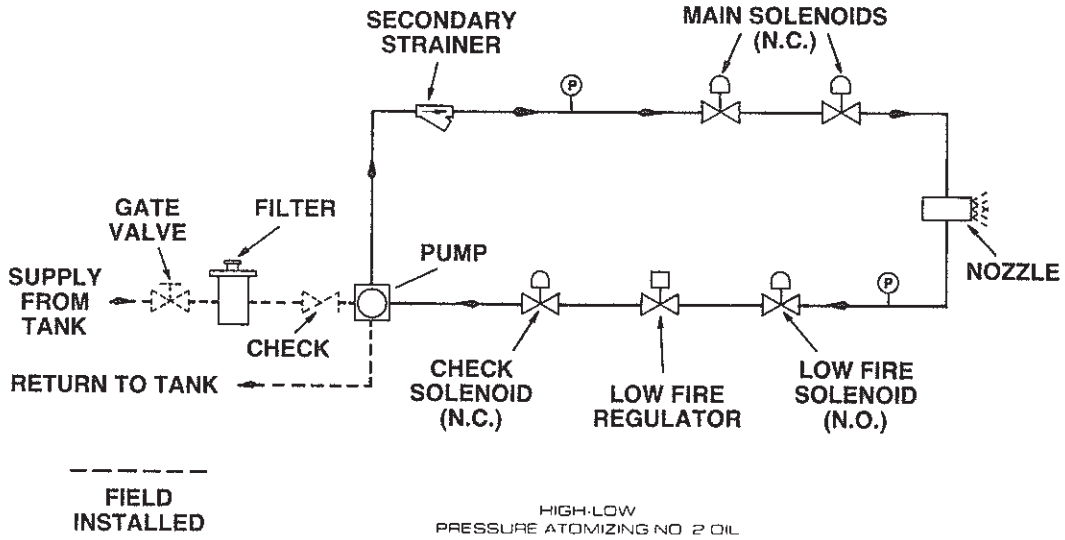 SECONDARY
STRAINER
MAIN SOLENOIDS
(N.C.)
P
GATE
VALVE
FILTER
PUMP
NOZZLE
SUPPLY
FROM
TANK
P
CHECK
RETURN TO TANK
CHECK
SOLENOID
(N.C.)
LOW FIRE
REGULATOR
LOW FIRE
SOLENOID
(N.O.)
FIELD
INSTALLED
HIGH-LOW
PRESSURE ATOMIZING NO 2 OIL